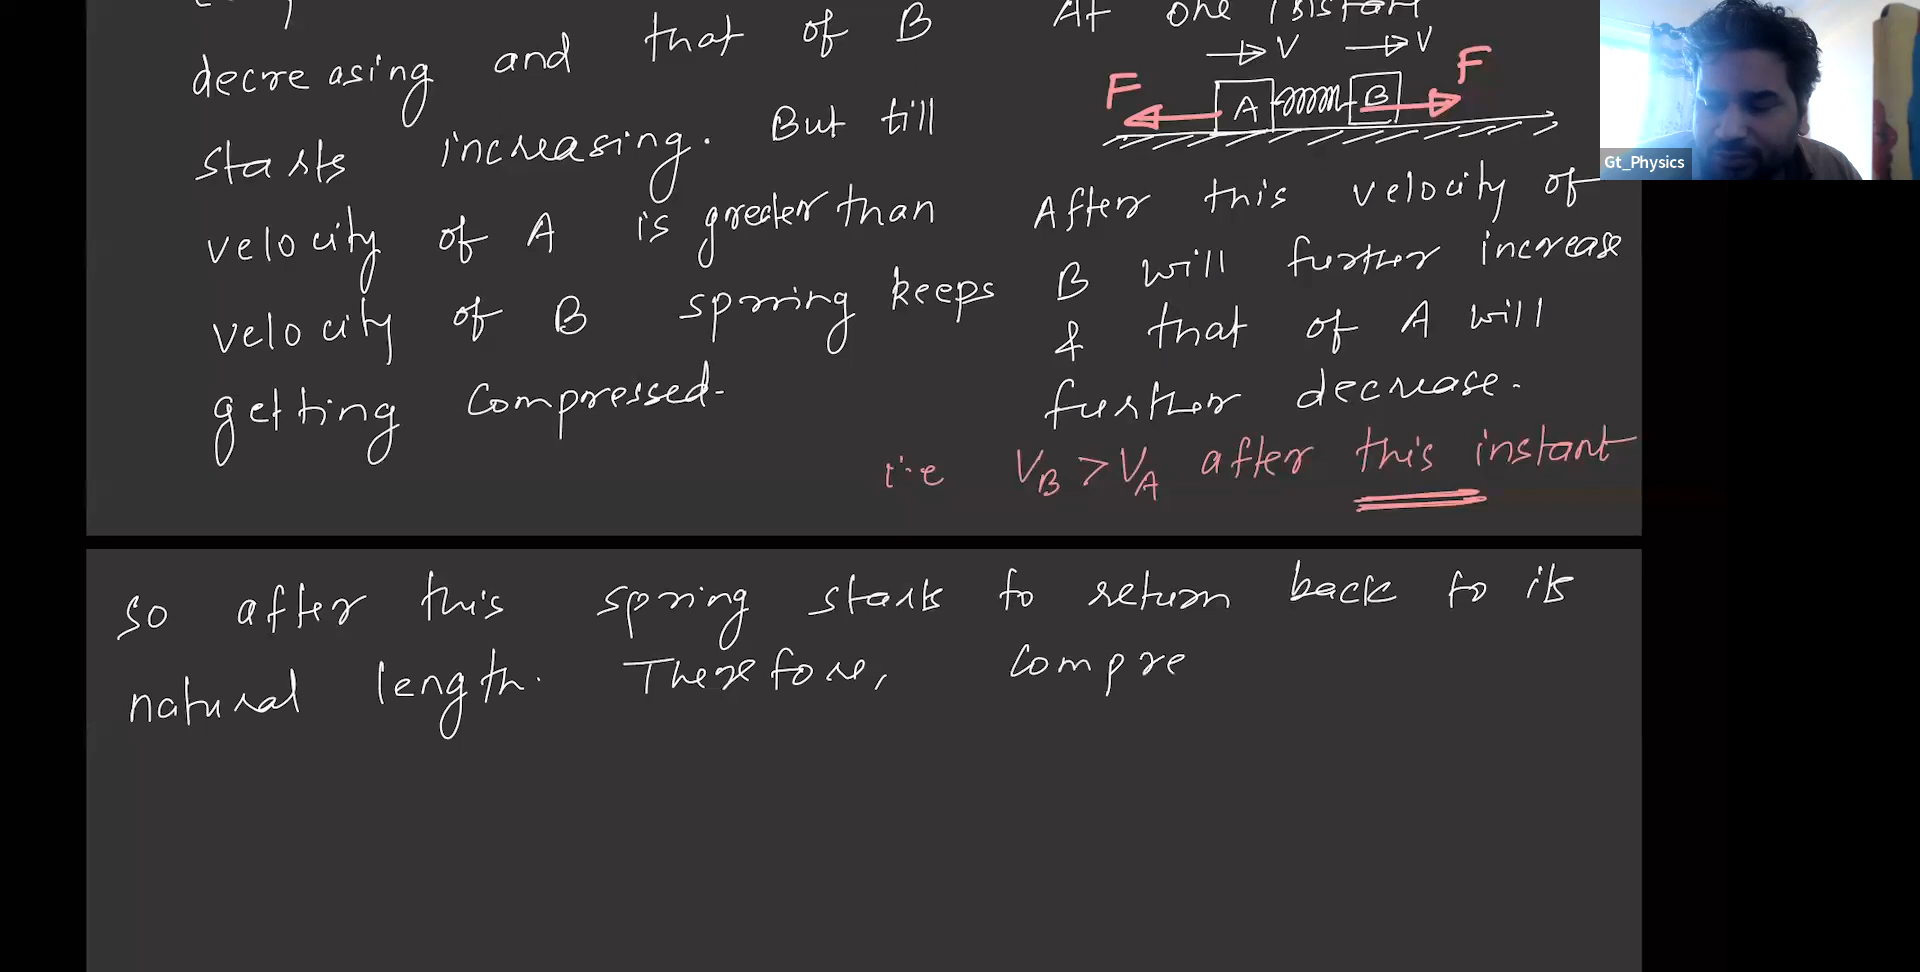 decreasing and that of B
starts increasing. But till
velocity of A is greater than
velocity of B spring keeps
getting compressed.
At one instant
V V
F A B F
After this velocity of
B will further increase
& that of A will
further decrease.
i.e VB > VA after this instant
so after this spring starts to return back to its
natural length. Therefore, compre
Gt_Physics